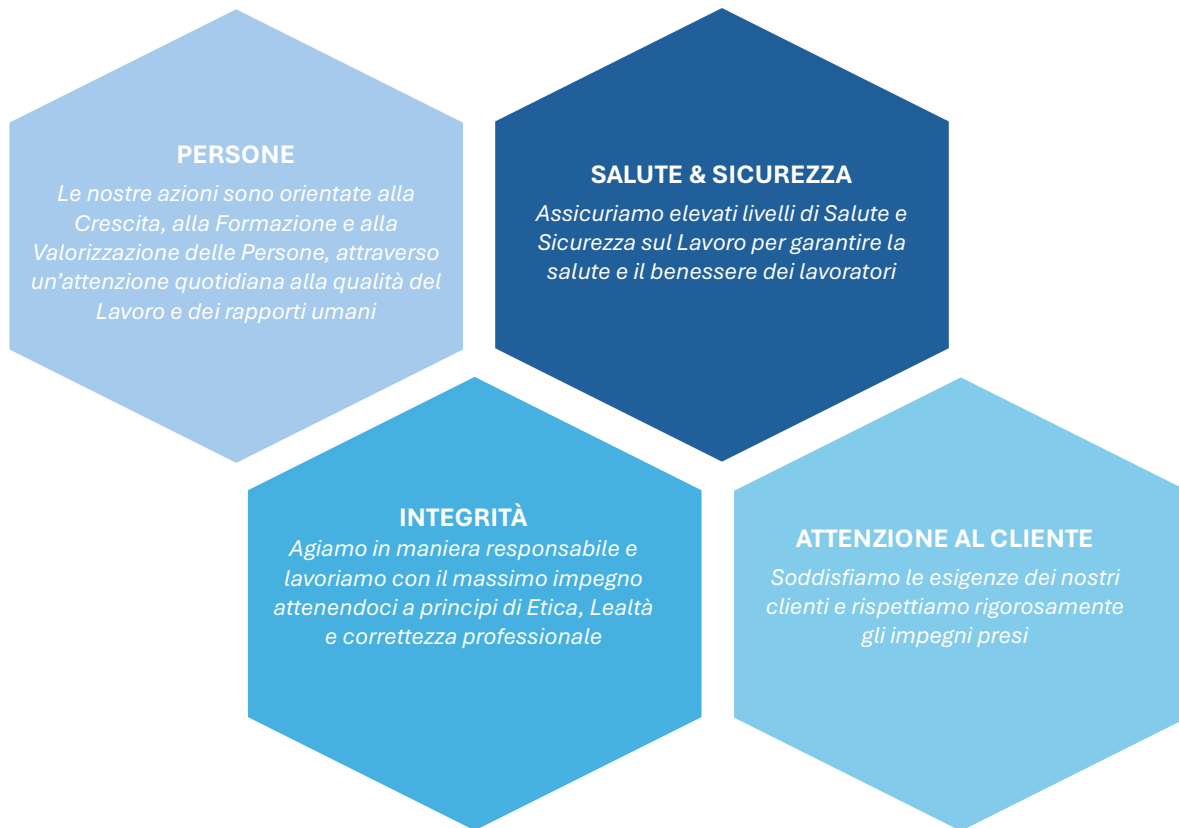 PERSONE
Le nostre azioni sono orientate alla
Crescita, alla Formazione e alla
Valorizzazione delle Persone, attraverso
un’attenzione quotidiana alla qualità del
Lavoro e dei rapporti umani
SALUTE & SICUREZZA
Assicuriamo elevati livelli di Salute e
Sicurezza sul Lavoro per garantire la
salute e il benessere dei lavoratori
INTEGRITÀ
Agiamo in maniera responsabile e
lavoriamo con il massimo impegno
attenendoci a principi di Etica, Lealtà
e correttezza professionale
ATTENZIONE AL CLIENTE
Soddisfiamo le esigenze dei nostri
clienti e rispettiamo rigorosamente
gli impegni presi